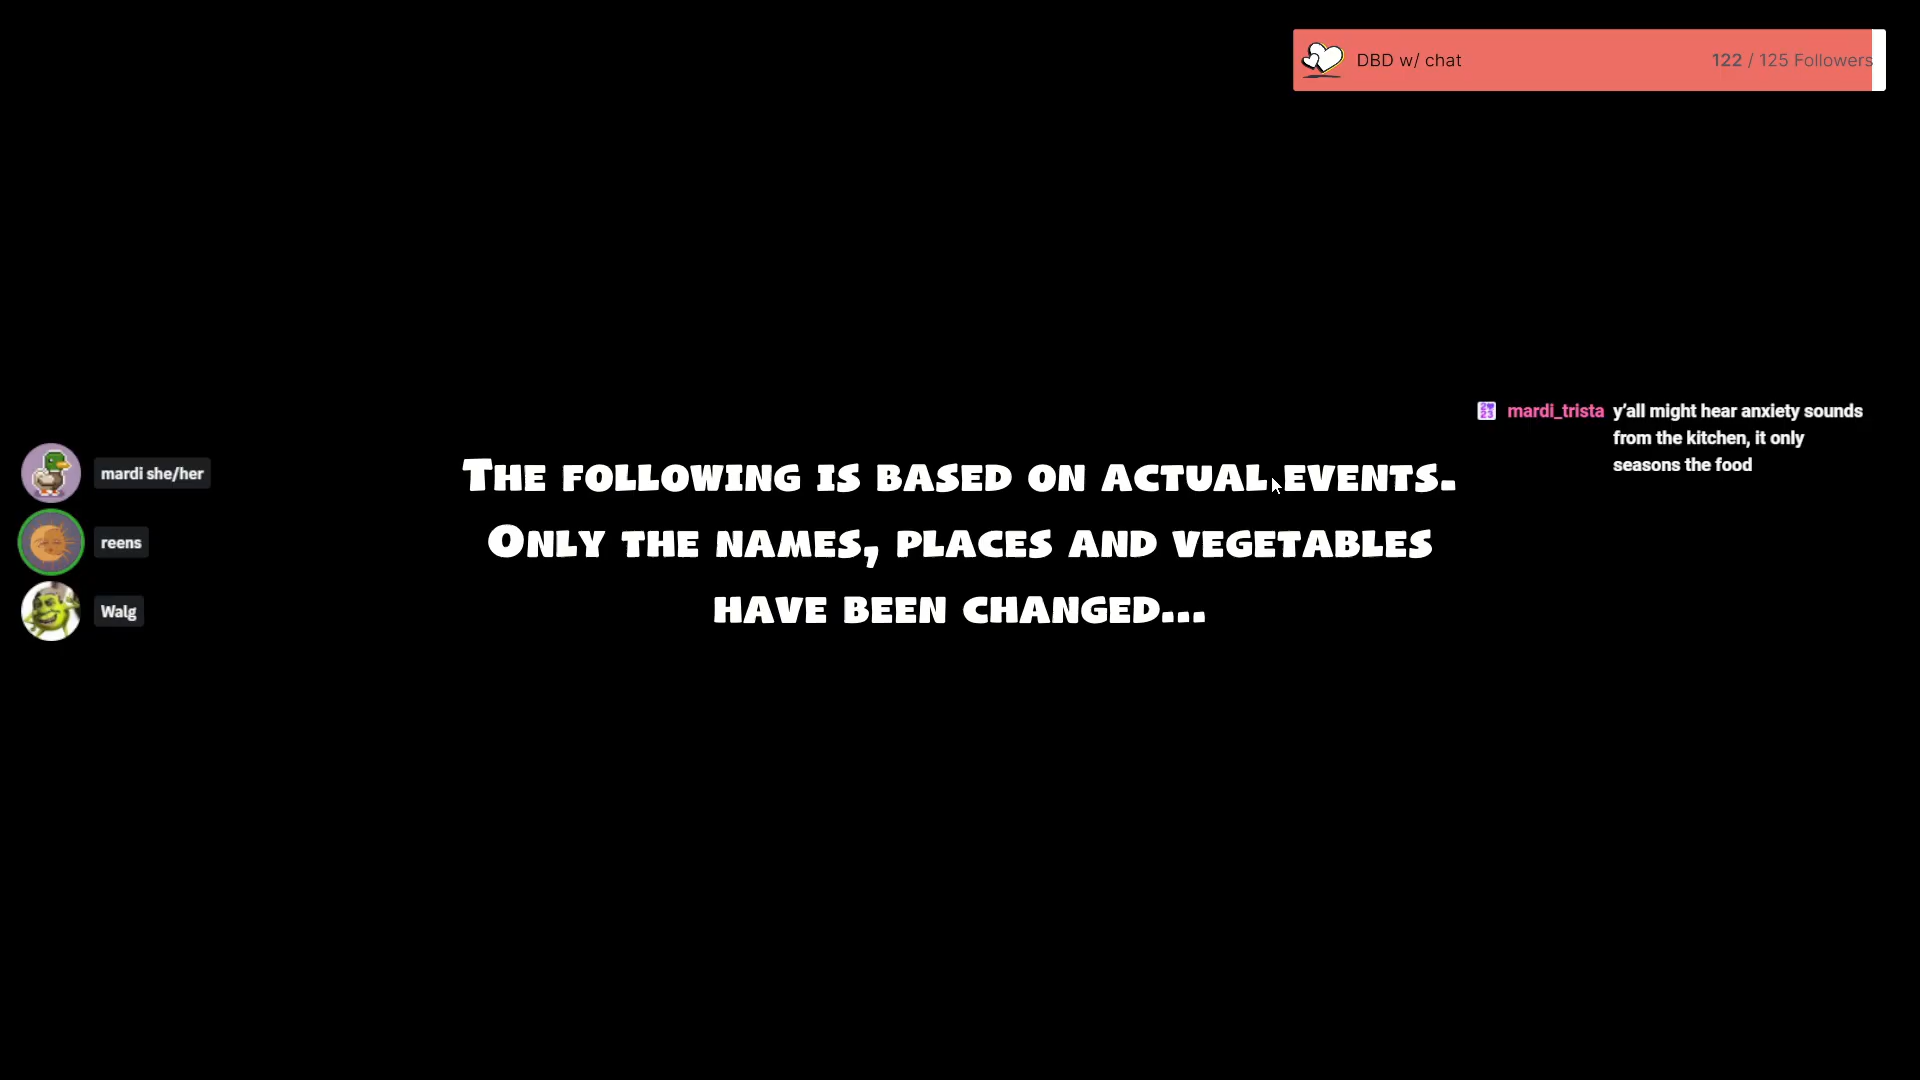 DBD w/ chat
122 / 125 Followers
mardi_trista y'all might hear anxiety sounds
from the kitchen, it only
seasons the food
mardi she/her
reens
Walg
The following is based on actual events.
Only the names, places and vegetables
have been changed...